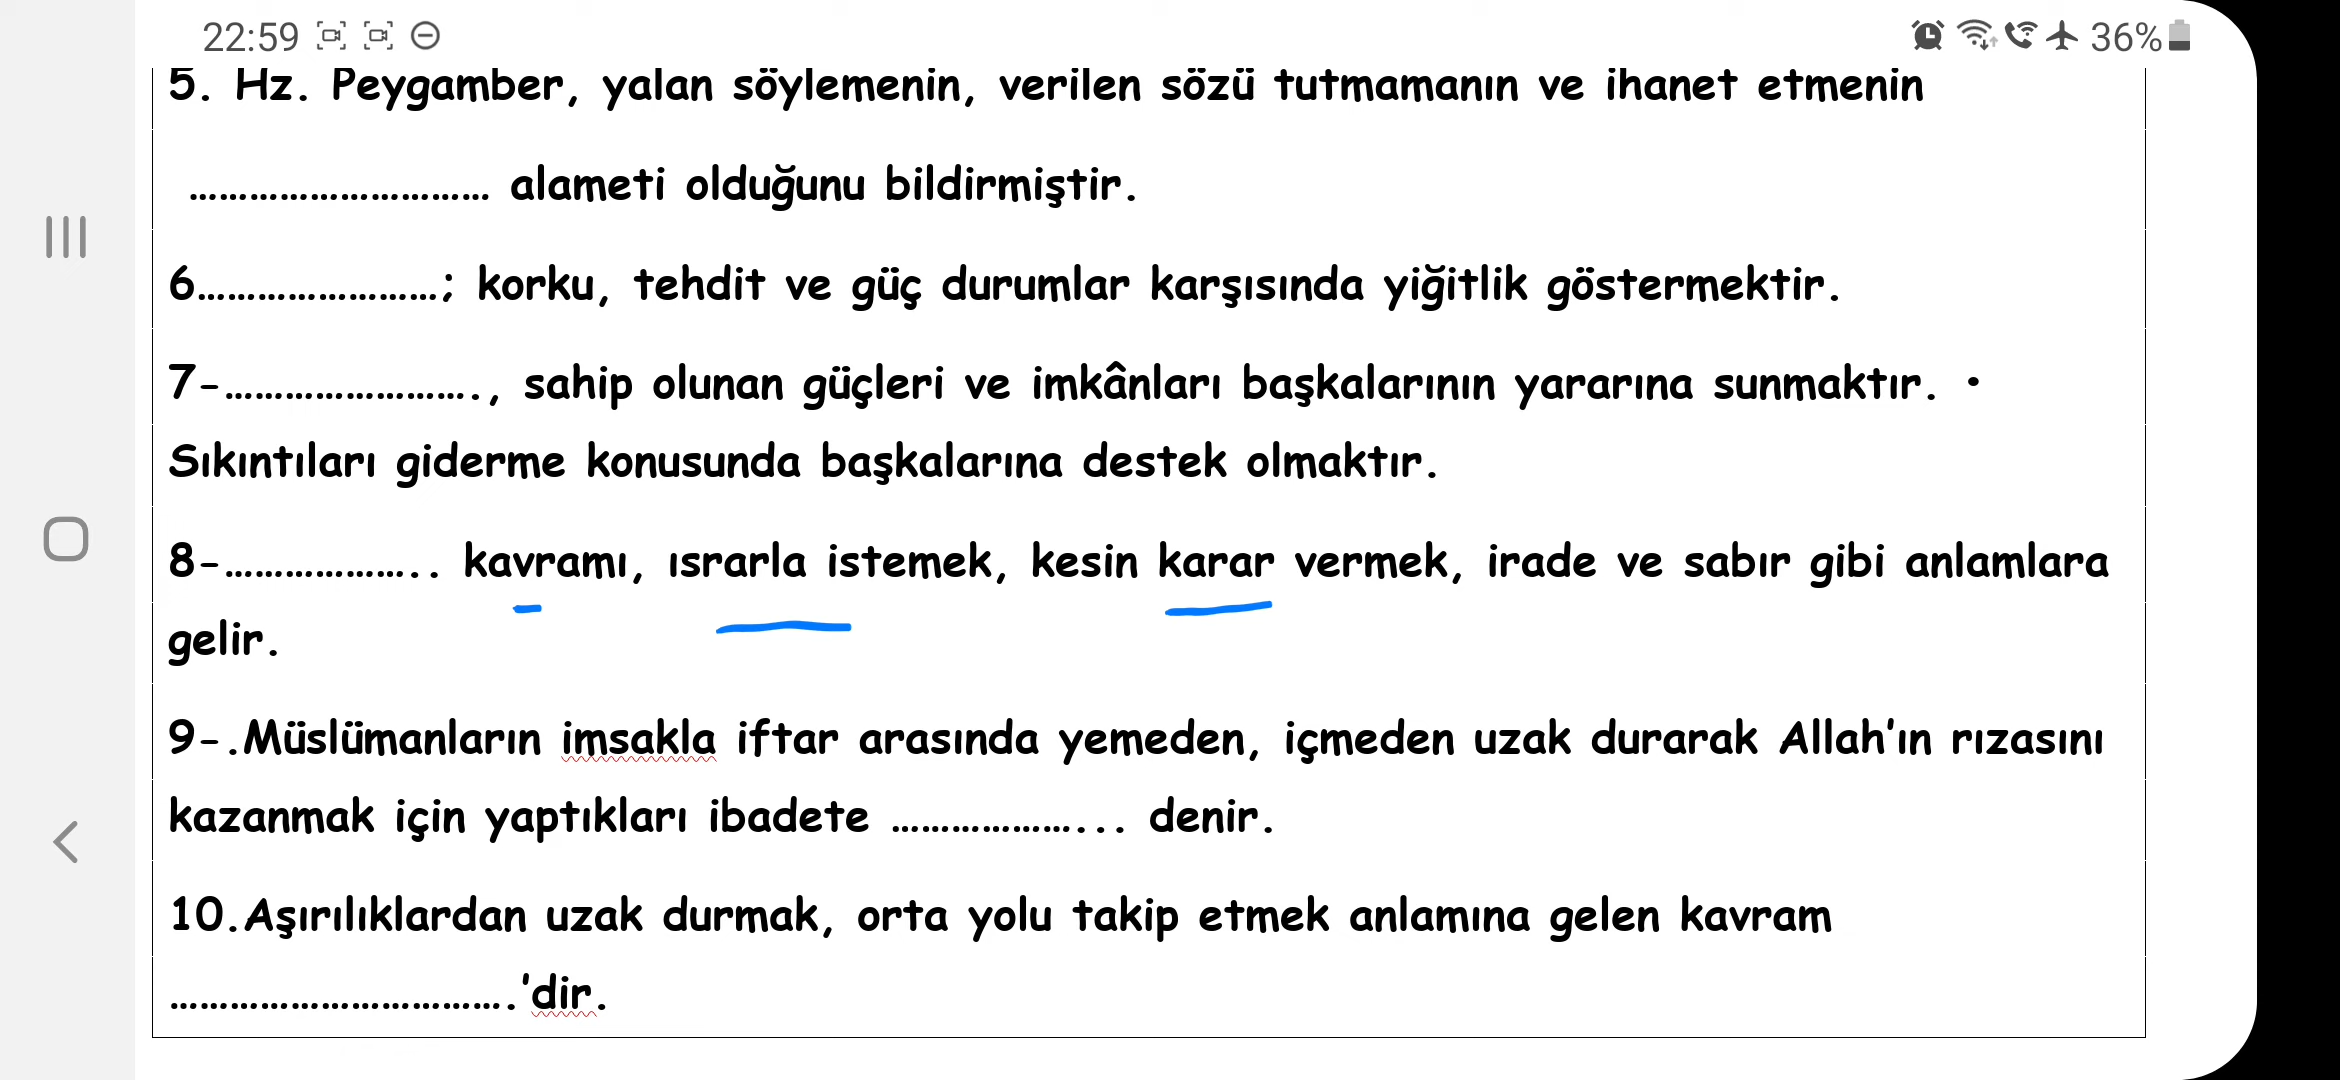 22:59 36%
5. Hz. Peygamber, yalan söylemenin, verilen sözü tutmamanın ve ihanet etmenin
………………………… alameti olduğunu bildirmiştir.
6……………………; korku, tehdit ve güç durumlar karşısında yiğitlik göstermektir.
7-……………………., sahip olunan güçleri ve imkânları başkalarının yararına sunmaktır. •
Sıkıntıları giderme konusunda başkalarına destek olmaktır.
8-……………….. kavramı, ısrarla istemek, kesin karar vermek, irade ve sabır gibi anlamlara
gelir.
9-.Müslümanların imsakla iftar arasında yemeden, içmeden uzak durarak Allah'ın rızasını
kazanmak için yaptıkları ibadete ………………... denir.
10.Aşırılıklardan uzak durmak, orta yolu takip etmek anlamına gelen kavram
…………………………….'dir.